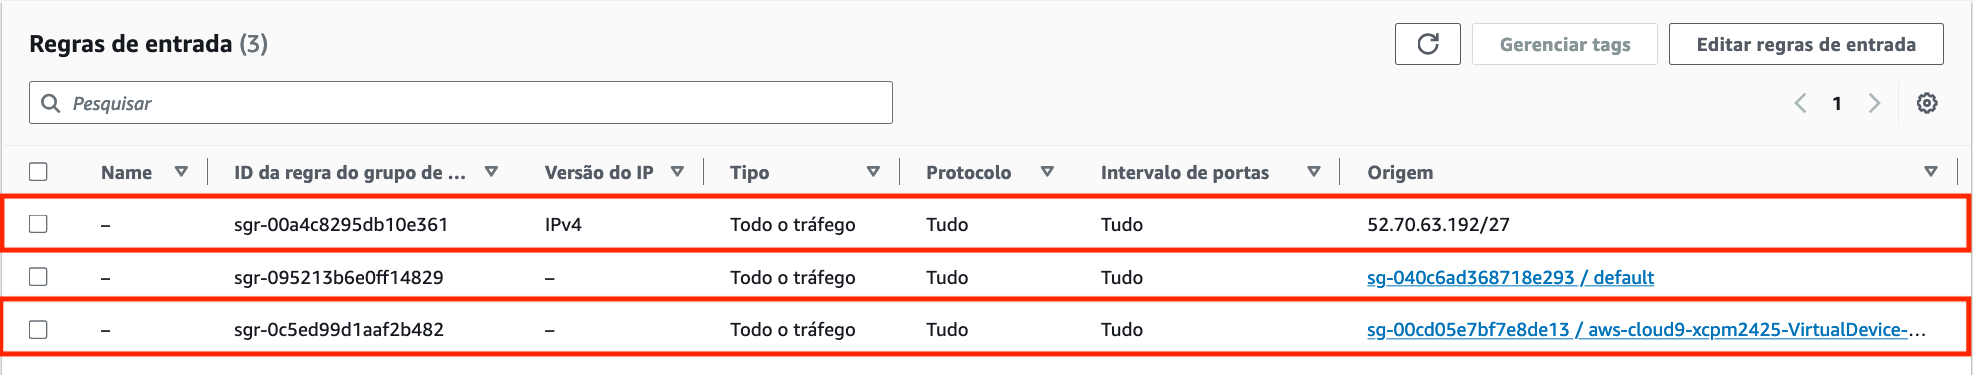 Regras de entrada (3)
Gerenciar tags
Editar regras de entrada
Pesquisar
1
Name ID da regra do grupo de ... Versão do IP Tipo Protocolo Intervalo de portas Origem
– sgr-00a4c8295db10e361 IPv4 Todo o tráfego Tudo Tudo 52.70.63.192/27
– sgr-095213b6e0ff14829 – Todo o tráfego Tudo Tudo sg-040c6ad368718e293 / default
– sgr-0c5ed99d1aaf2b482 – Todo o tráfego Tudo Tudo sg-00cd05e7bf7e8de13 / aws-cloud9-xcpm2425-VirtualDevice-...